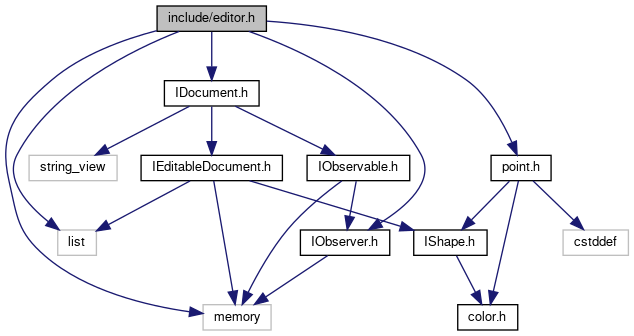 include/editor.h
IDocument.h
string_view
IEditableDocument.h
IObservable.h
point.h
list
IObserver.h
IShape.h
cstddef
memory
color.h